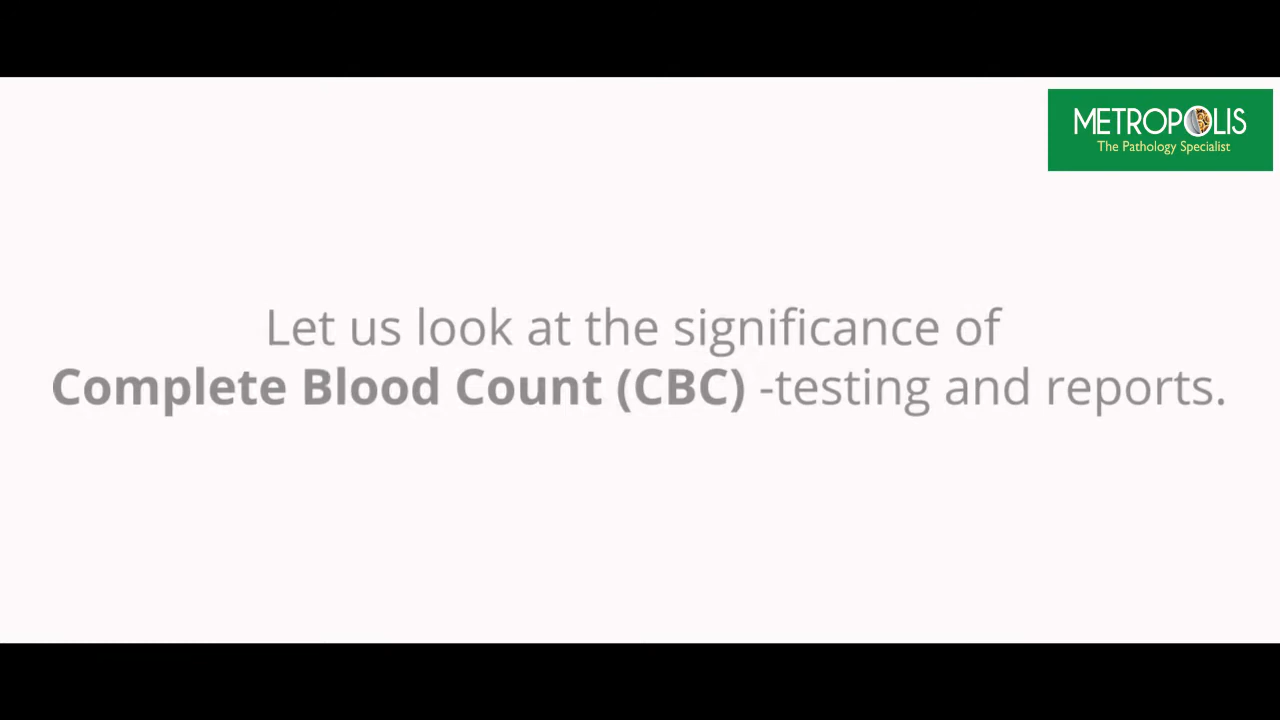 METROPOLIS
The Pathology Specialist
Let us look at the significance of
Complete Blood Count (CBC) -testing and reports.